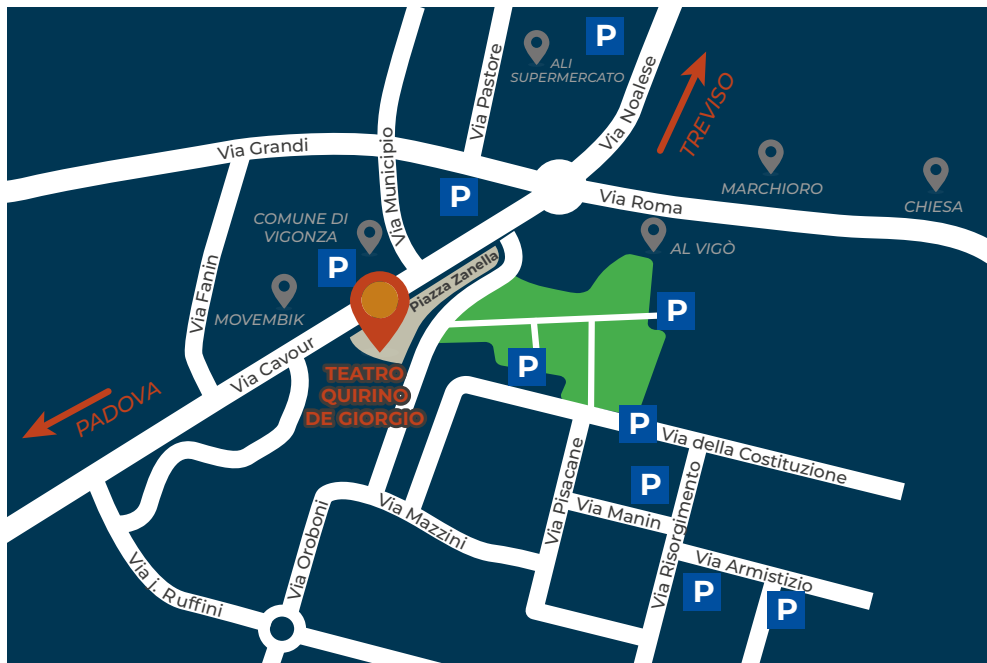 P
ALI
SUPERMERCATO
Via Pastore
Via Noalese
TREVISO
Via Grandi
Via Municipio
P
MARCHIORO
CHIESA
Via Roma
COMUNE DI
VIGONZA
AL VIGÒ
P
Piazza Zanella
Via Fanin
MOVEMBIK
P
Via Cavour
P
TEATRO
QUIRINO
DE GIORGIO
PADOVA
P
Via della Costituzione
Via Pisacane
P
Via Risorgimento
Via Manin
Via Oroboni
Via Mazzini
Via i. Ruffini
Via Armistizio
P
P